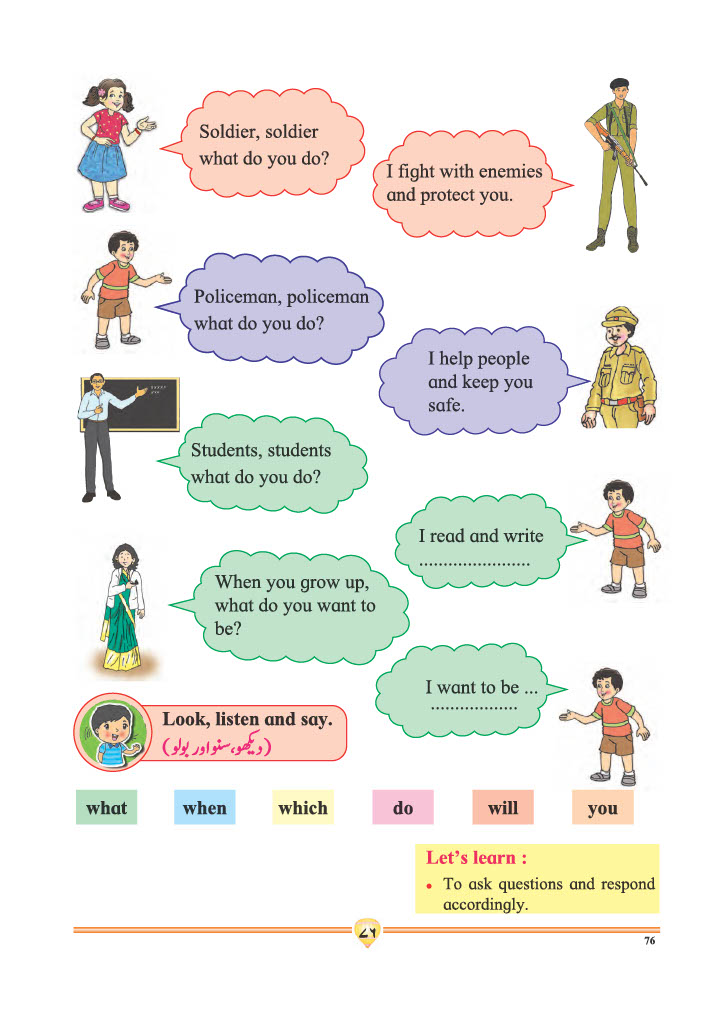 Soldier, soldier
what do you do?
I fight with enemies
and protect you.
Policeman, policeman
what do you do?
I help people
and keep you
safe.
Students, students
what do you do?
I read and write
.......................
When you grow up,
what do you want to
be?
I want to be ...
..................
Look, listen and say.
(دیکھو، سنو اور بولو)
what when which do will you
Let's learn :
• To ask questions and respond
accordingly.
۷۶
76